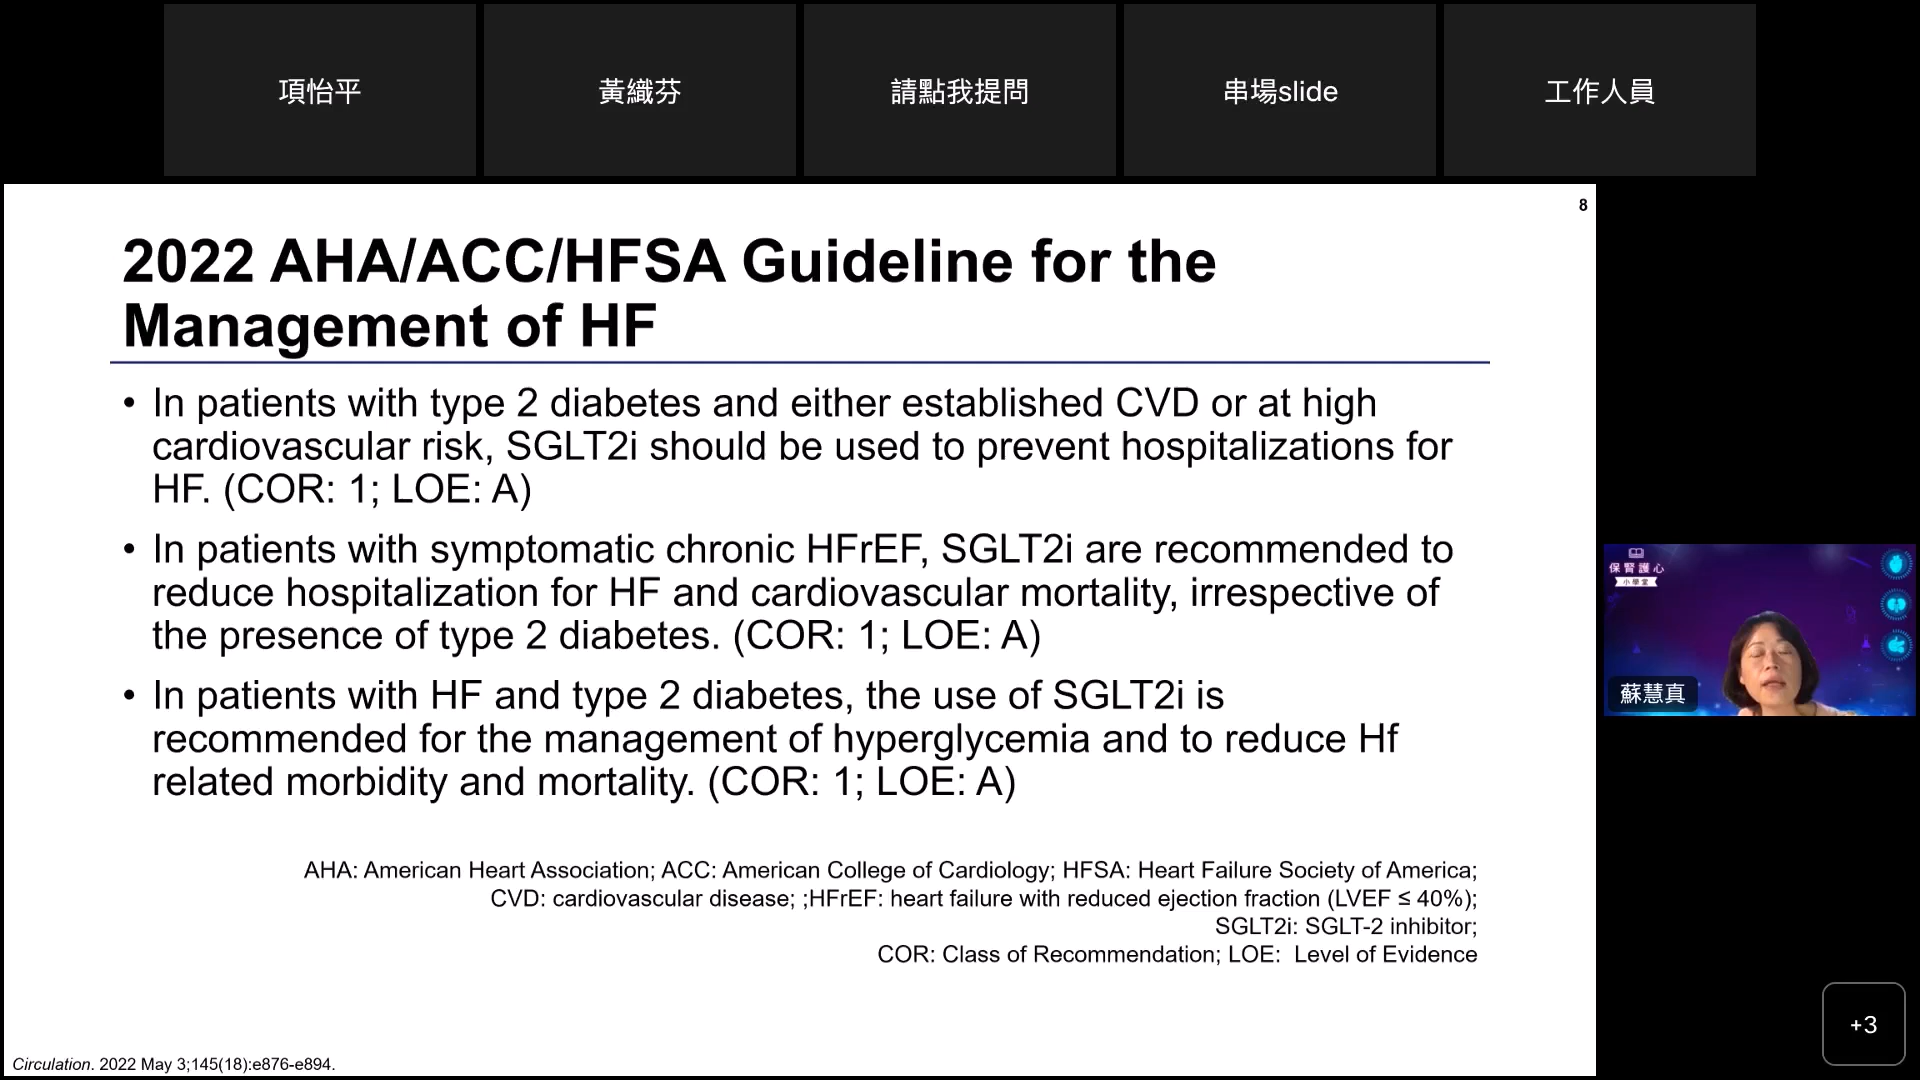 項怡平
黃織芬
請點我提問
串場slide
工作人員
8
2022 AHA/ACC/HFSA Guideline for the
Management of HF
• In patients with type 2 diabetes and either established CVD or at high
cardiovascular risk, SGLT2i should be used to prevent hospitalizations for
HF. (COR: 1; LOE: A)
• In patients with symptomatic chronic HFrEF, SGLT2i are recommended to
reduce hospitalization for HF and cardiovascular mortality, irrespective of
the presence of type 2 diabetes. (COR: 1; LOE: A)
• In patients with HF and type 2 diabetes, the use of SGLT2i is
recommended for the management of hyperglycemia and to reduce Hf
related morbidity and mortality. (COR: 1; LOE: A)
AHA: American Heart Association; ACC: American College of Cardiology; HFSA: Heart Failure Society of America;
CVD: cardiovascular disease; ;HFrEF: heart failure with reduced ejection fraction (LVEF ≤ 40%);
SGLT2i: SGLT-2 inhibitor;
COR: Class of Recommendation; LOE:  Level of Evidence
Circulation. 2022 May 3;145(18):e876-e894.
保腎護心
小學堂
蘇慧真
+3